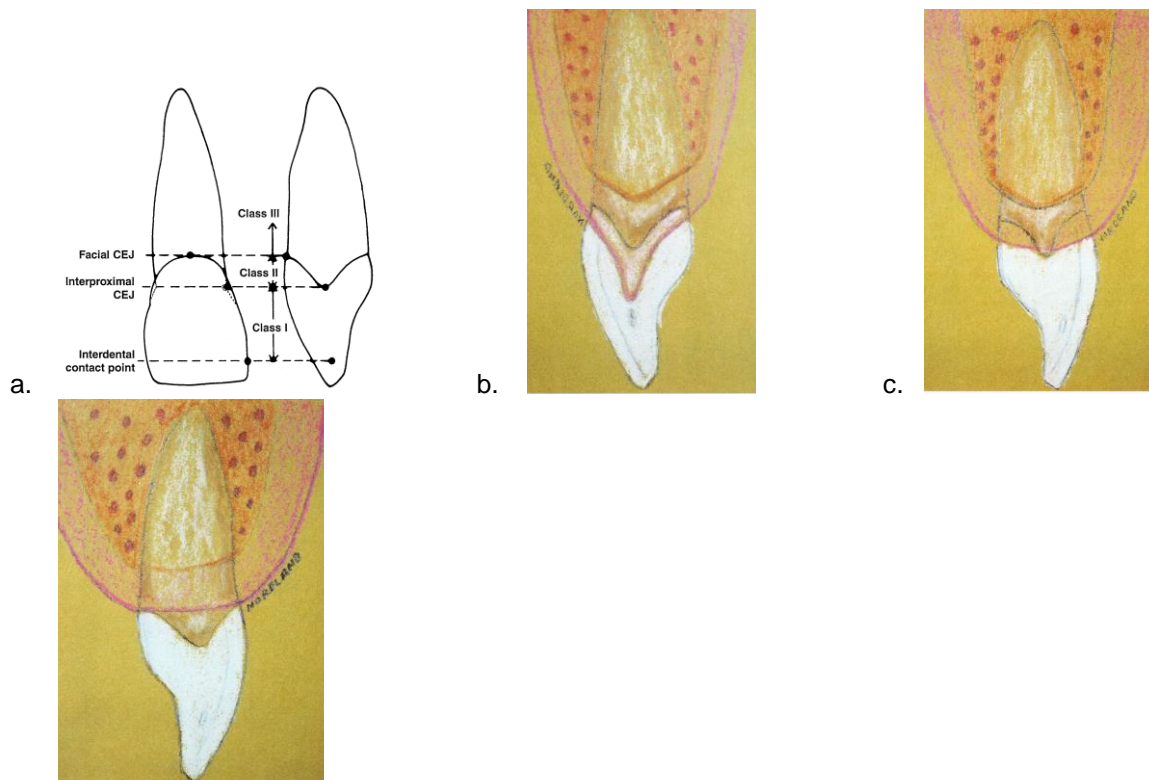 Class III
Facial CEJ
Class II
Interproximal
CEJ
Class I
Interdental
contact point
a.
b.
c.
MORELAND
MORELAND